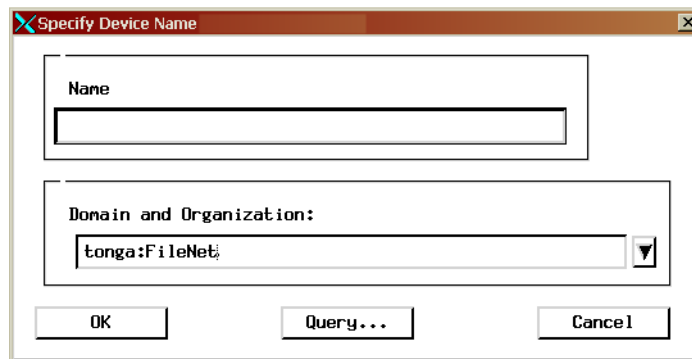 Specify Device Name
Name
Domain and Organization:
tonga:FileNet
OK
Query...
Cancel